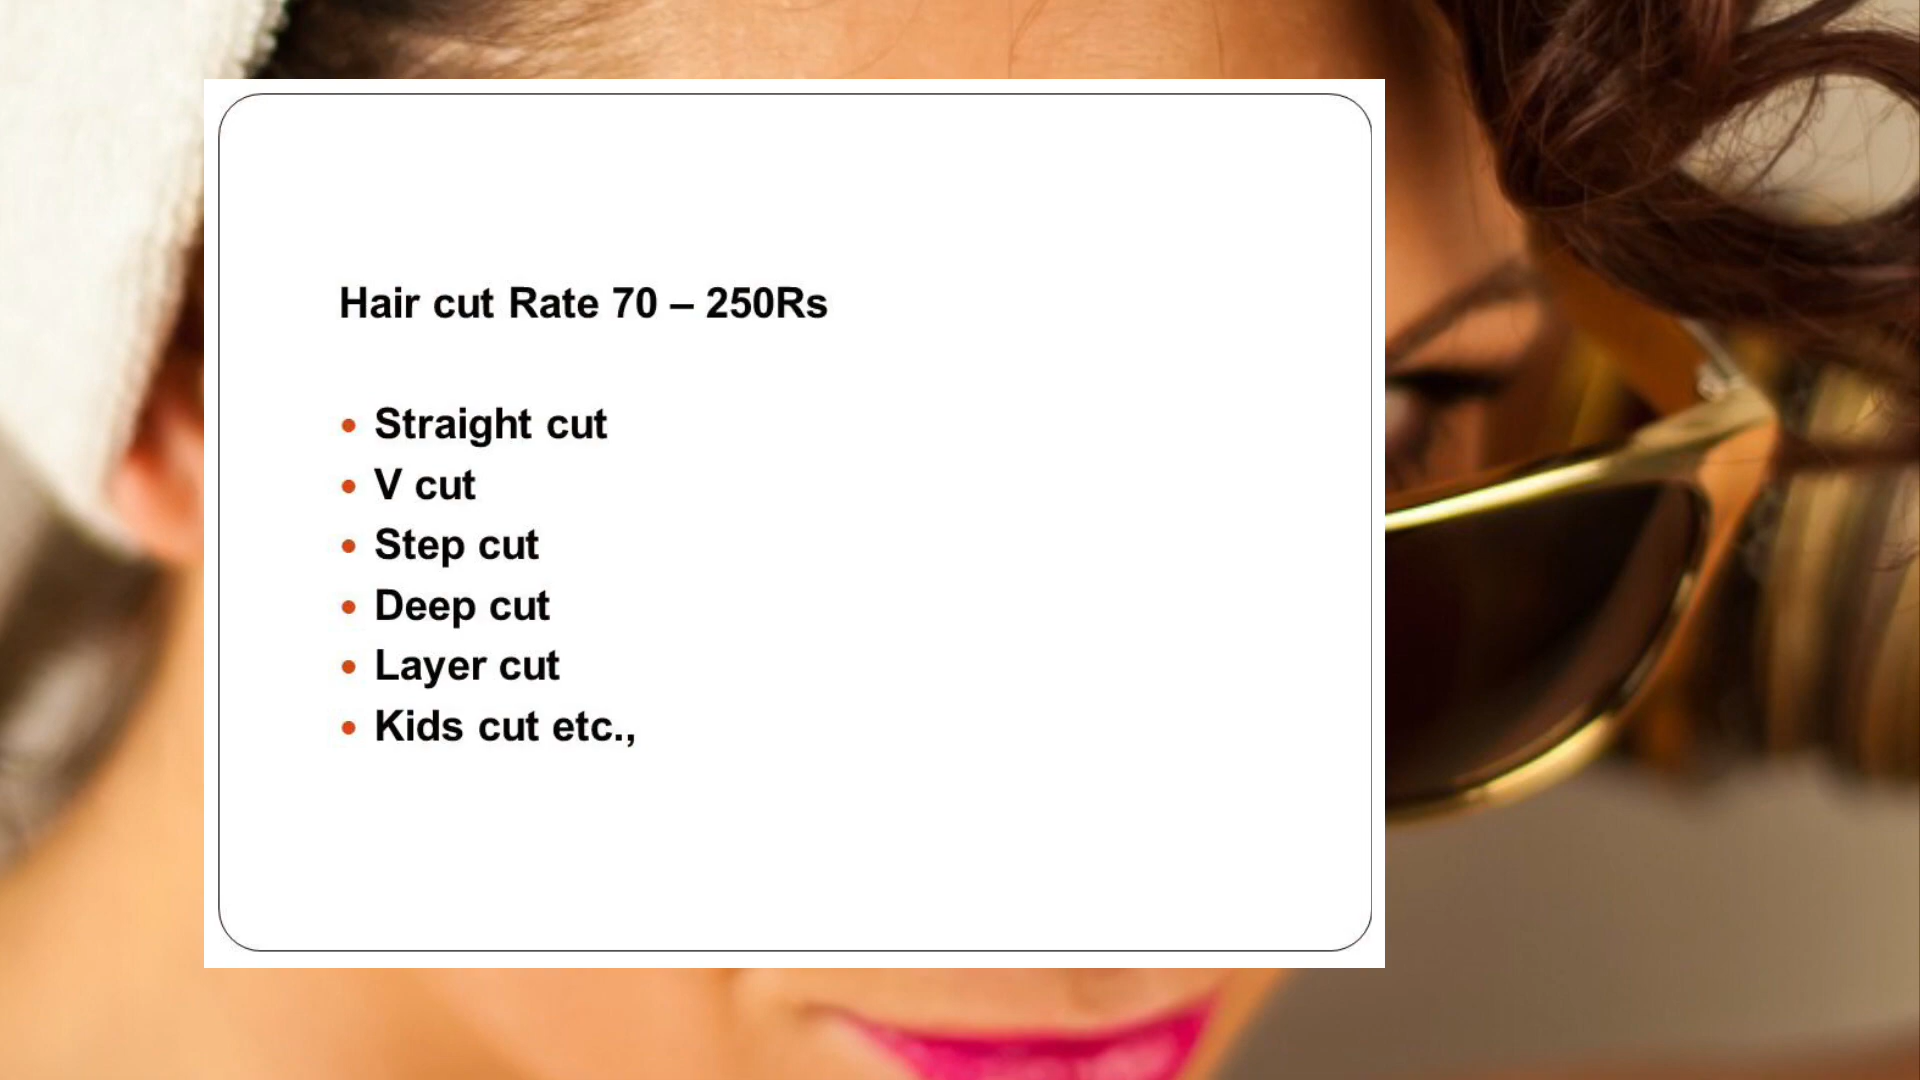 Hair cut Rate 70 – 250Rs
• Straight cut
• V cut
• Step cut
• Deep cut
• Layer cut
• Kids cut etc.,